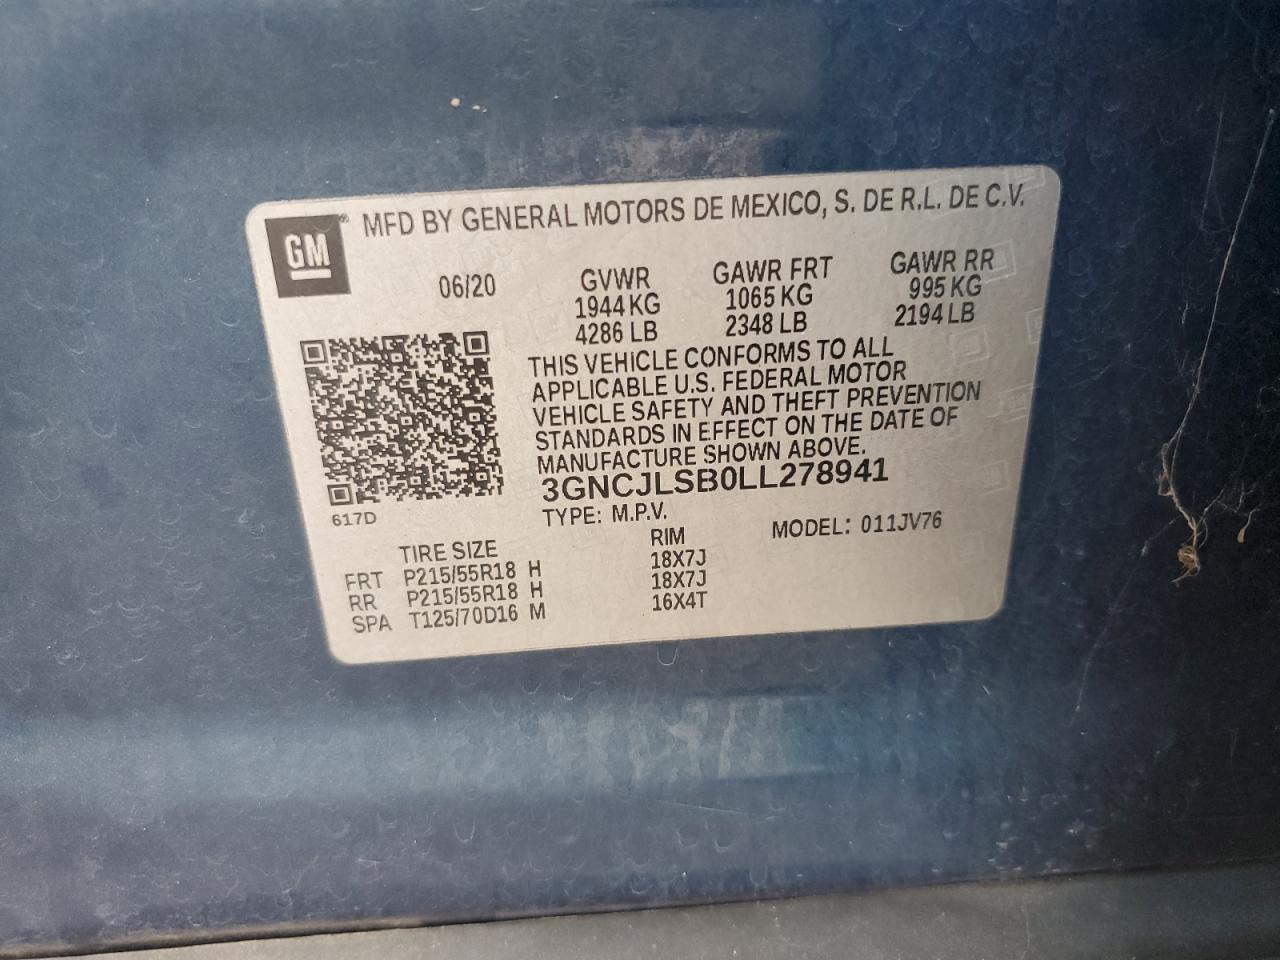 GM® MFD BY GENERAL MOTORS DE MEXICO, S. DE R.L. DE C.V.
06/20 GVWR GAWR FRT GAWR RR
1944 KG 1065 KG 995 KG
4286 LB 2348 LB 2194 LB
THIS VEHICLE CONFORMS TO ALL
APPLICABLE U.S. FEDERAL MOTOR
VEHICLE SAFETY AND THEFT PREVENTION
STANDARDS IN EFFECT ON THE DATE OF
MANUFACTURE SHOWN ABOVE.
3GNCJLSB0LL278941
617D TYPE: M.P.V. MODEL: 011JV76
TIRE SIZE RIM
FRT P215/55R18 H 18X7J
RR P215/55R18 H 18X7J
SPA T125/70D16 M 16X4T